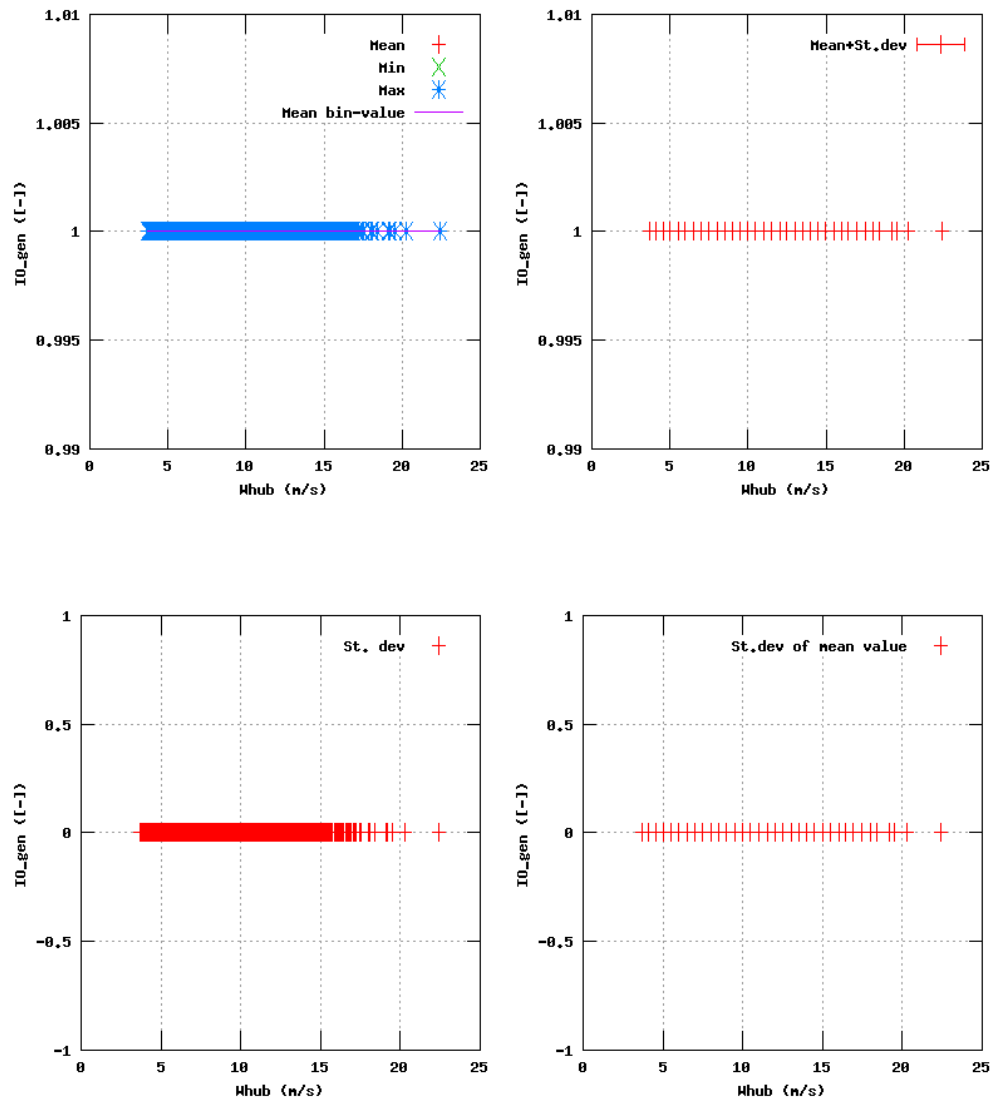 1.01
1.005
1
0.995
0.99
IO_gen ([-])
0 5 10 15 20 25
Whub (m/s)
Mean
Min
Max
Mean bin-value
1.01
1.005
1
0.995
0.99
IO_gen ([-])
0 5 10 15 20 25
Whub (m/s)
Mean+St.dev
1
0.5
0
-0.5
-1
IO_gen ([-])
0 5 10 15 20 25
Whub (m/s)
St. dev
1
0.5
0
-0.5
-1
IO_gen ([-])
0 5 10 15 20 25
Whub (m/s)
St.dev of mean value